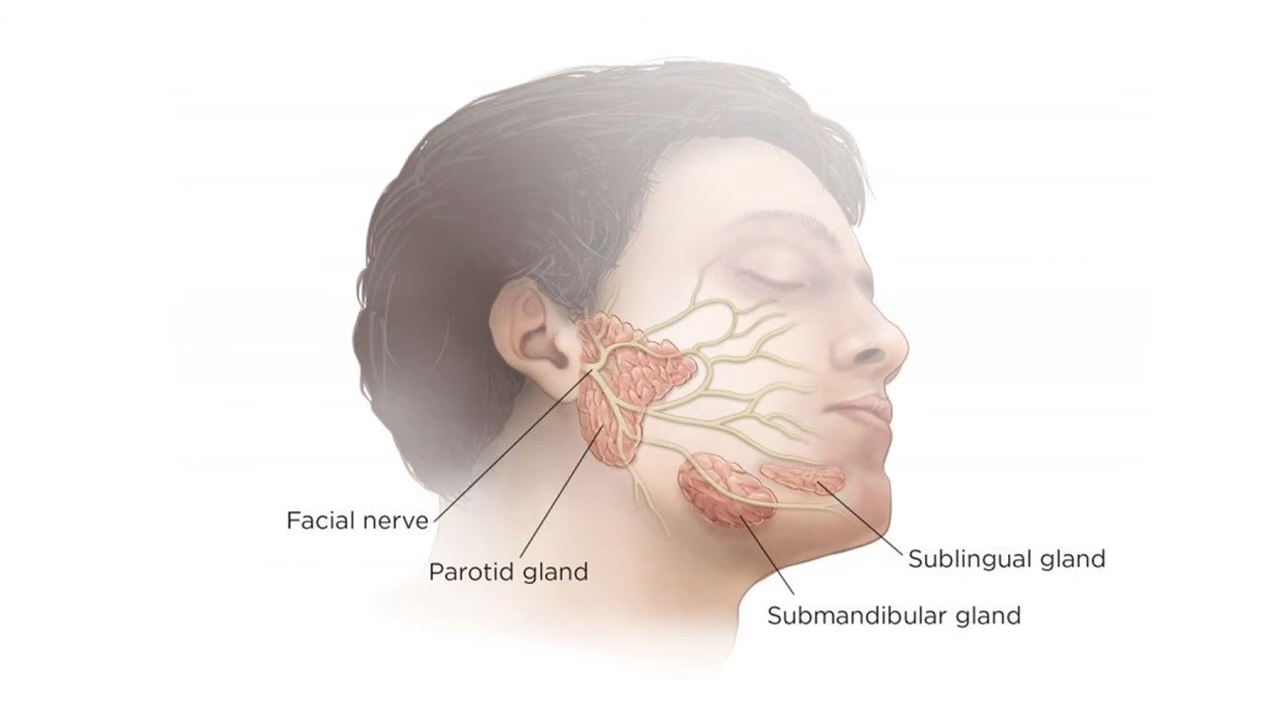 Facial nerve
Parotid gland
Sublingual gland
Submandibular gland